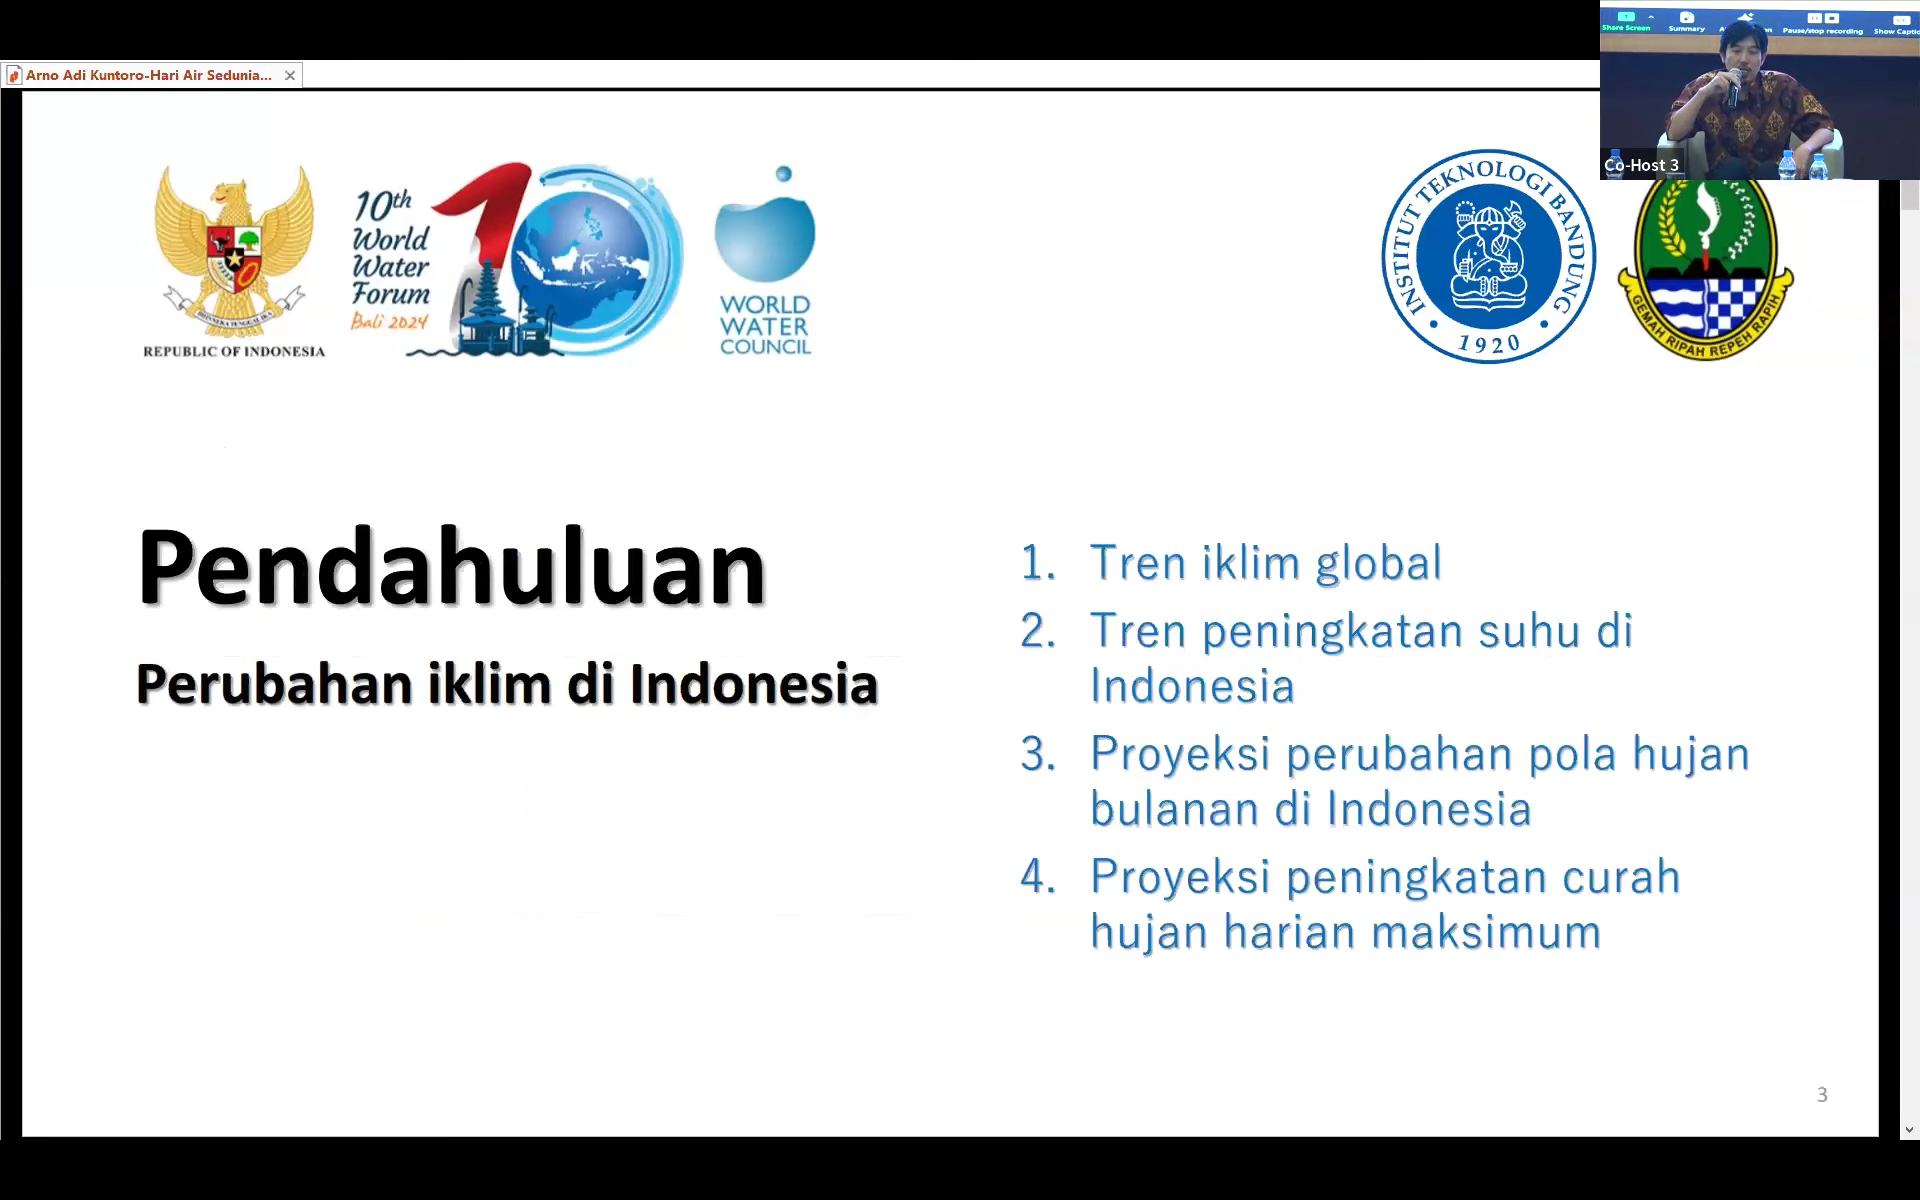 Share Screen
Summary
Pause/stop recording
Show Captio
Co-Host 3
Arno Adi Kuntoro-Hari Air Sedunia...
REPUBLIC OF INDONESIA
10th
World
Water
Forum
Bali 2024
10
WORLD
WATER
COUNCIL
INSTITUT TEKNOLOGI BANDUNG
1920
GEMAH RIPAH REPEH RAPIH
Pendahuluan
Perubahan iklim di Indonesia
1. Tren iklim global
2. Tren peningkatan suhu di
Indonesia
3. Proyeksi perubahan pola hujan
bulanan di Indonesia
4. Proyeksi peningkatan curah
hujan harian maksimum
3